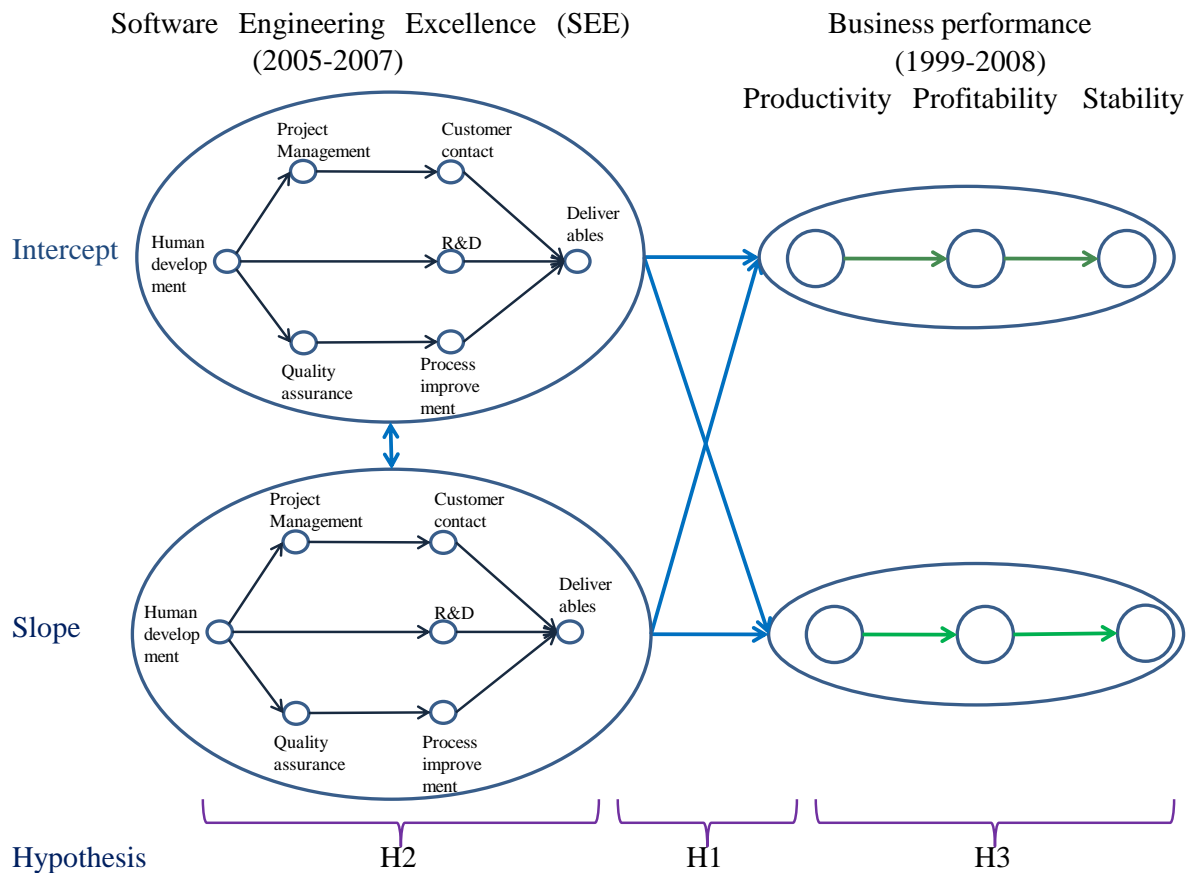 Software Engineering Excellence (SEE)
(2005-2007)
Business performance
(1999-2008)
Productivity Profitability Stability
Project
Management
Customer
contact
Deliver
ables
Intercept
Human
develop
ment
R&D
Quality
assurance
Process
improve
ment
Project
Management
Customer
contact
Deliver
ables
Slope
Human
develop
ment
R&D
Quality
assurance
Process
improve
ment
Hypothesis H2 H1 H3